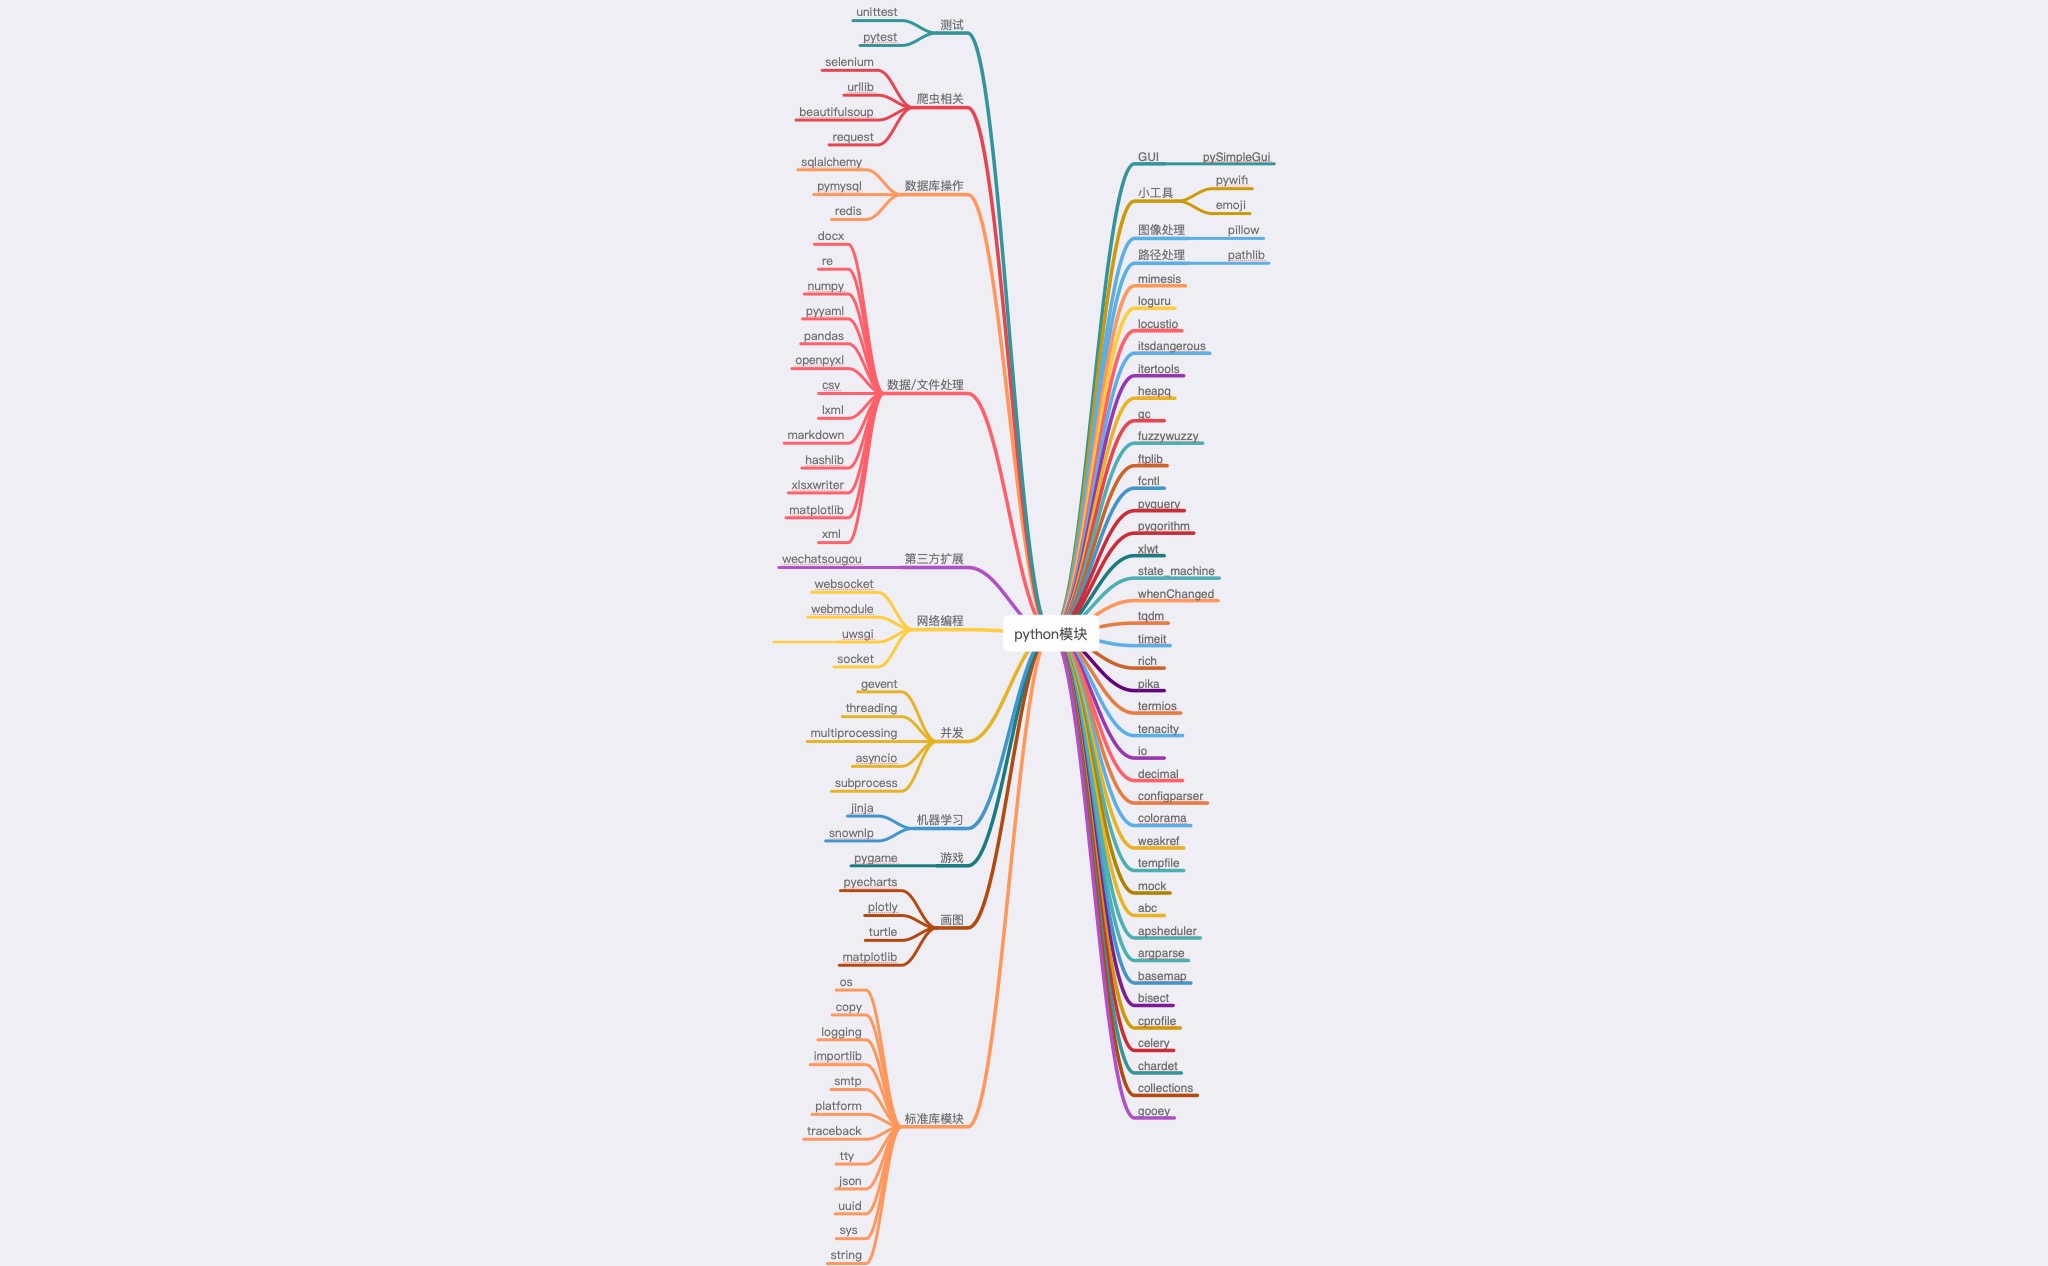 python模块
测试
unittest
pytest
爬虫相关
selenium
urllib
beautifulsoup
request
数据库操作
sqlalchemy
pymysql
redis
数据/文件处理
docx
re
numpy
pyyaml
pandas
openpyxl
csv
lxml
markdown
hashlib
xlsxwriter
matplotlib
xml
第三方扩展
wechatsougou
网络编程
websocket
webmodule
uwsgi
socket
并发
gevent
threading
multiprocessing
asyncio
subprocess
机器学习
jinja
snownlp
游戏
pygame
画图
pyecharts
plotly
turtle
matplotlib
标准库模块
os
copy
logging
importlib
smtp
platform
traceback
tty
json
uuid
sys
string
GUI
pySimpleGui
小工具
pywifi
emoji
图像处理
pillow
路径处理
pathlib
mimesis
loguru
locustio
itsdangerous
itertools
heapq
gc
fuzzywuzzy
ftplib
fcntl
pyquery
pygorithm
xlwt
state_machine
whenChanged
tqdm
timeit
rich
pika
termios
tenacity
io
decimal
configparser
colorama
weakref
tempfile
mock
abc
apsheduler
argparse
basemap
bisect
cprofile
celery
chardet
collections
gooey